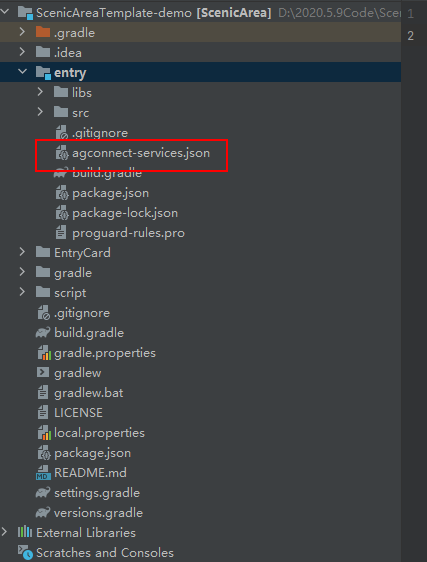 ScenicAreaTemplate-demo [ScenicArea] D:\2020.5.9Code\Sce
1
.gradle
2
.idea
entry
libs
src
.gitignore
agconnect-services.json
build.gradle
package.json
package-lock.json
proguard-rules.pro
EntryCard
gradle
script
.gitignore
build.gradle
gradle.properties
gradlew
gradlew.bat
LICENSE
local.properties
package.json
MD README.md
settings.gradle
versions.gradle
External Libraries
Scratches and Consoles